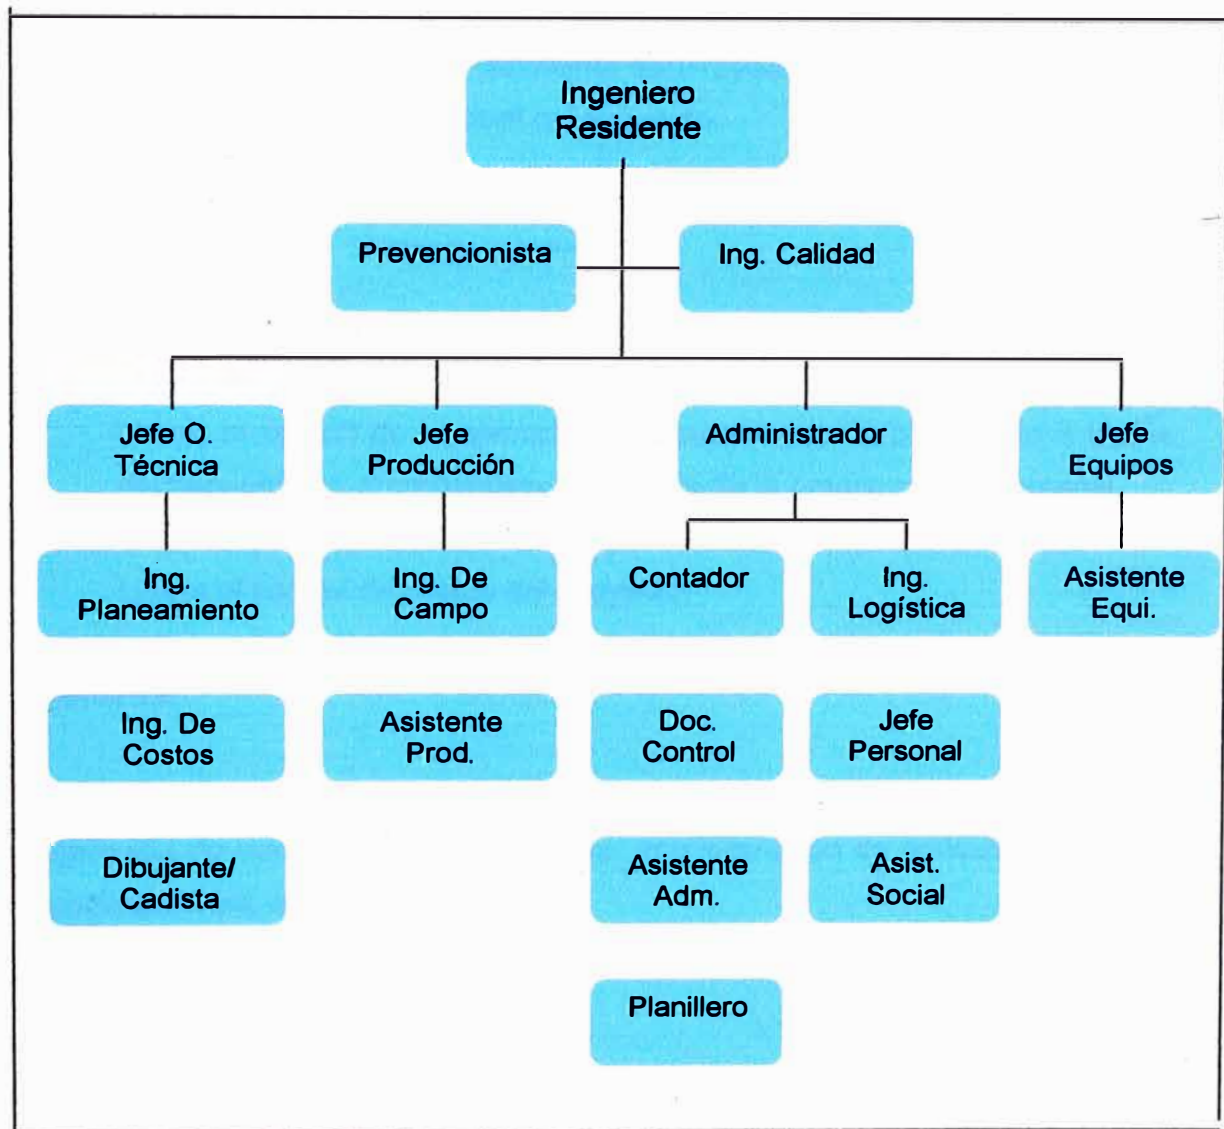 Ingeniero
Residente
Prevencionista
Ing. Calidad
Jefe O.
Técnica
Jefe
Producción
Administrador
Jefe
Equipos
Ing.
Planeamiento
Ing. De
Campo
Contador
Ing.
Logística
Asistente
Equi.
Ing. De
Costos
Asistente
Prod.
Doc.
Control
Jefe
Personal
Dibujante/
Cadista
Asistente
Adm.
Asist.
Social
Planillero